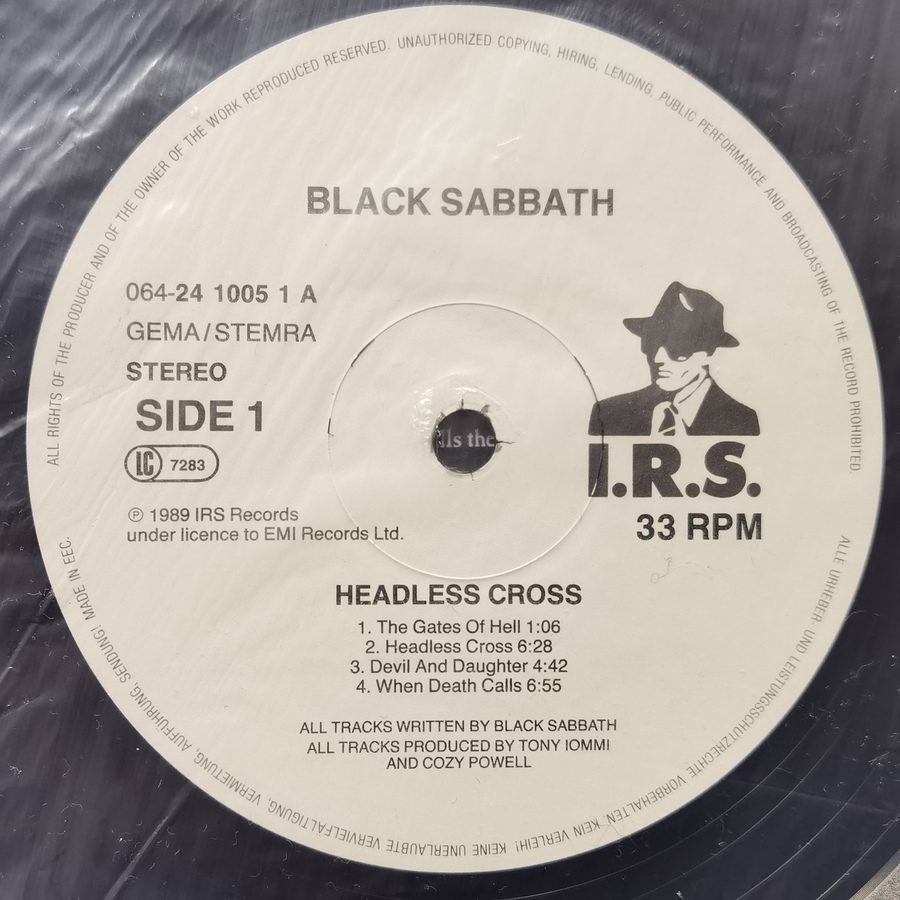 ALL RIGHTS OF THE PRODUCER AND OF THE OWNER OF THE WORK REPRODUCED RESERVED. UNAUTHORIZED COPYING, HIRING, LENDING, PUBLIC PERFORMANCE AND BROADCASTING OF THE RECORD PROHIBITED.
BLACK SABBATH
064-24 1005 1 A
GEMA/STEMRA
STEREO
SIDE 1
LC 7283
℗ 1989 IRS Records
under licence to EMI Records Ltd.
lls the
I.R.S.
33 RPM
HEADLESS CROSS
1. The Gates Of Hell 1:06
2. Headless Cross 6:28
3. Devil And Daughter 4:42
4. When Death Calls 6:55
ALL TRACKS WRITTEN BY BLACK SABBATH
ALL TRACKS PRODUCED BY TONY IOMMI
AND COZY POWELL
ALLE URHEBER- UND LEISTUNGSSCHUTZRECHTE VORBEHALTEN. KEIN VERLEIH! KEINE UNERLAUBTE VERVIELFALTIGUNG, VERMIETUNG, AUFFUHRUNG, SENDUNG! MADE IN EEC.